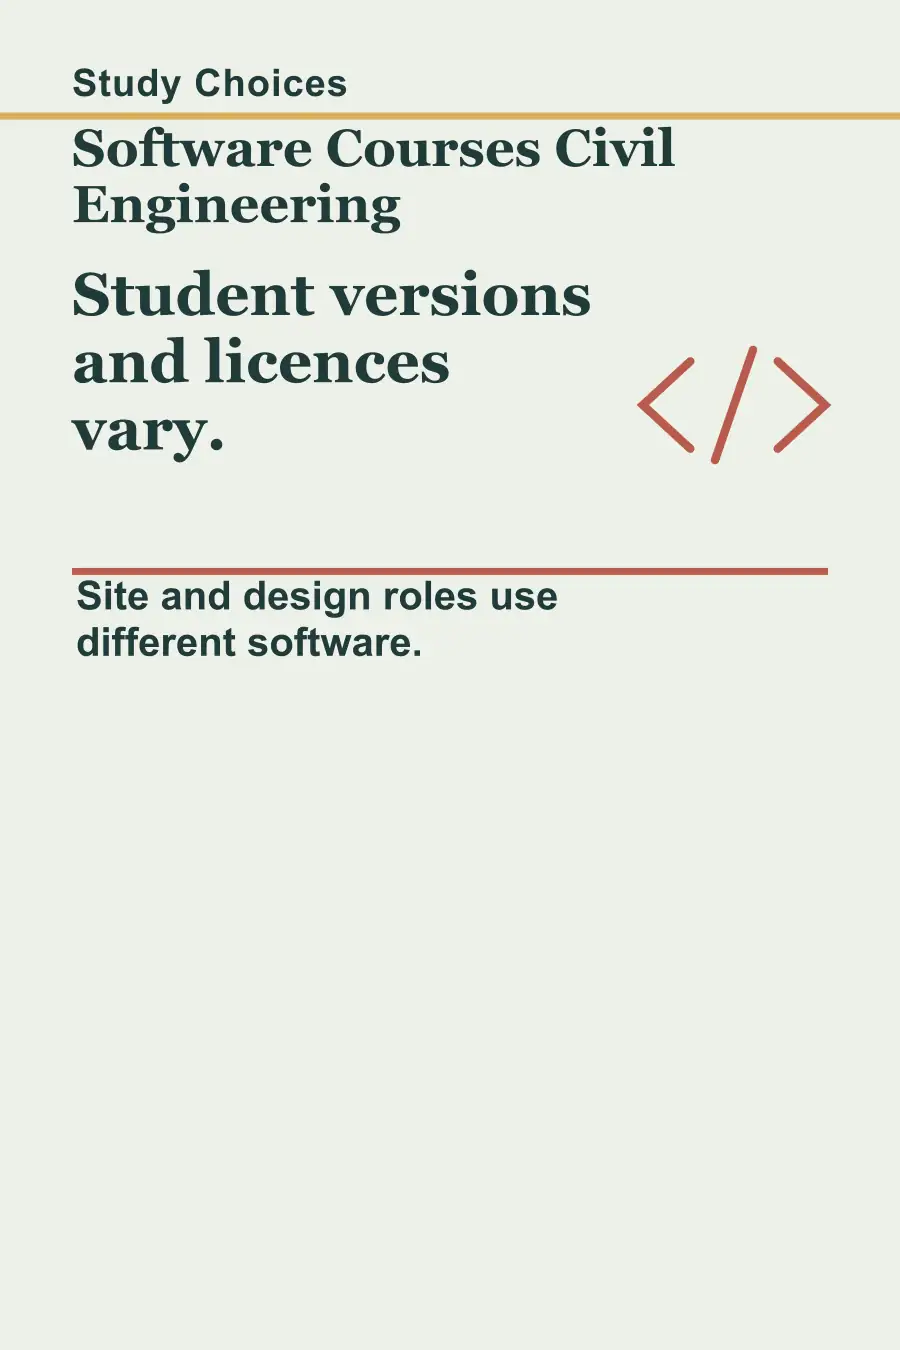 Study Choices
Software Courses Civil
Engineering
Student versions
and licences
vary.
</>
Site and design roles use
different software.